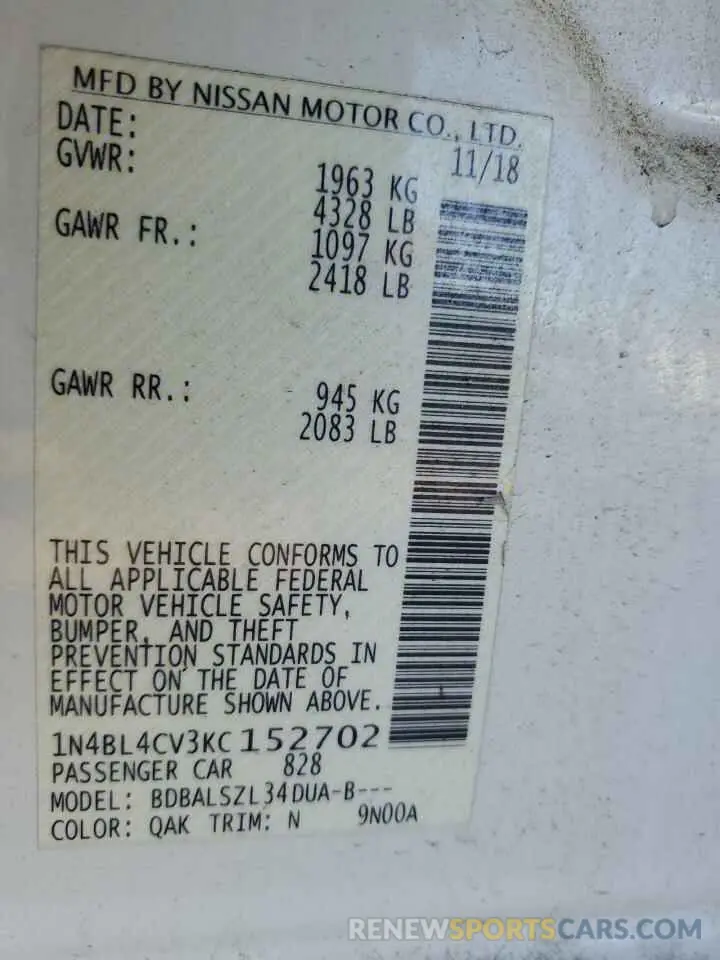 MFD BY NISSAN MOTOR CO., LTD.
DATE: 11/18
GVWR: 1963 KG
4328 LB
GAWR FR.: 1097 KG
2418 LB
GAWR RR.: 945 KG
2083 LB
THIS VEHICLE CONFORMS TO
ALL APPLICABLE FEDERAL
MOTOR VEHICLE SAFETY,
BUMPER, AND THEFT
PREVENTION STANDARDS IN
EFFECT ON THE DATE OF
MANUFACTURE SHOWN ABOVE.
1N4BL4CV3KC152702
PASSENGER CAR 828
MODEL: BDBALSZL34DUA-B---
COLOR: QAK TRIM: N 9N00A
RENEWSPORTSCARS.COM